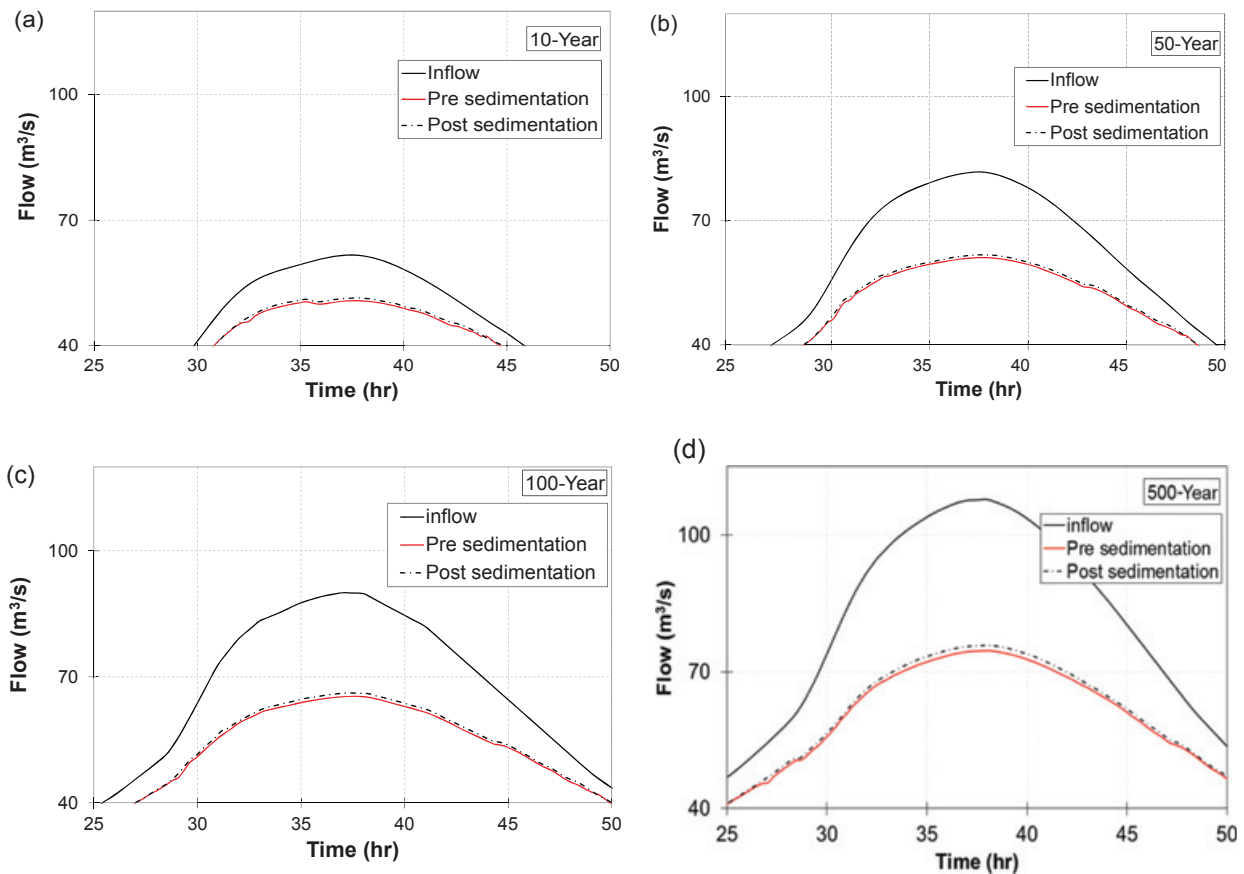 (a)
10-Year
Inflow
Pre sedimentation
Post sedimentation
Flow (m³/s)
100
70
40
25 30 35 40 45 50
Time (hr)
(b)
50-Year
Inflow
Pre sedimentation
Post sedimentation
Flow (m³/s)
100
70
40
25 30 35 40 45 50
Time (hr)
(c)
100-Year
inflow
Pre sedimentation
Post sedimentation
Flow (m³/s)
100
70
40
25 30 35 40 45 50
Time (hr)
(d)
500-Year
inflow
Pre sedimentation
Post sedimentation
Flow (m³/s)
100
70
40
25 30 35 40 45 50
Time (hr)